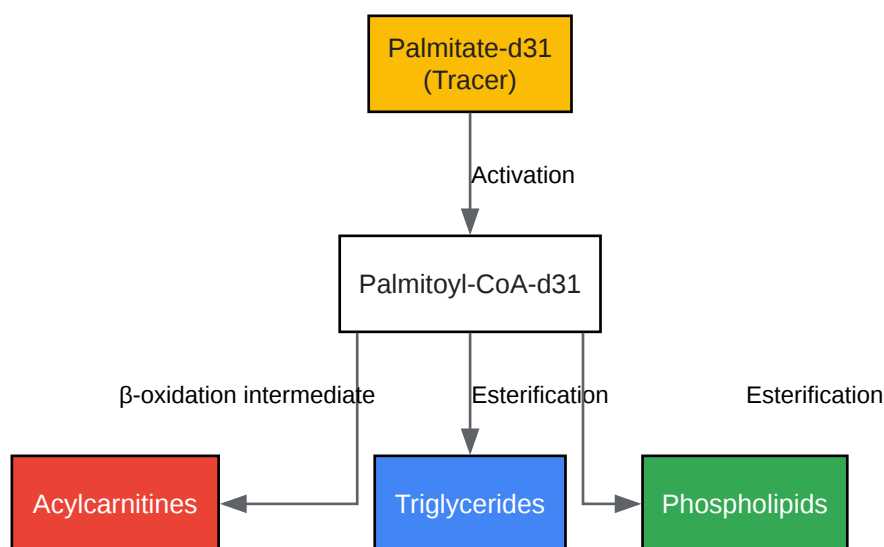 Palmitate-d31
(Tracer)
Activation
Palmitoyl-CoA-d31
β-oxidation intermediate
Esterification
Esterification
Acylcarnitines
Triglycerides
Phospholipids